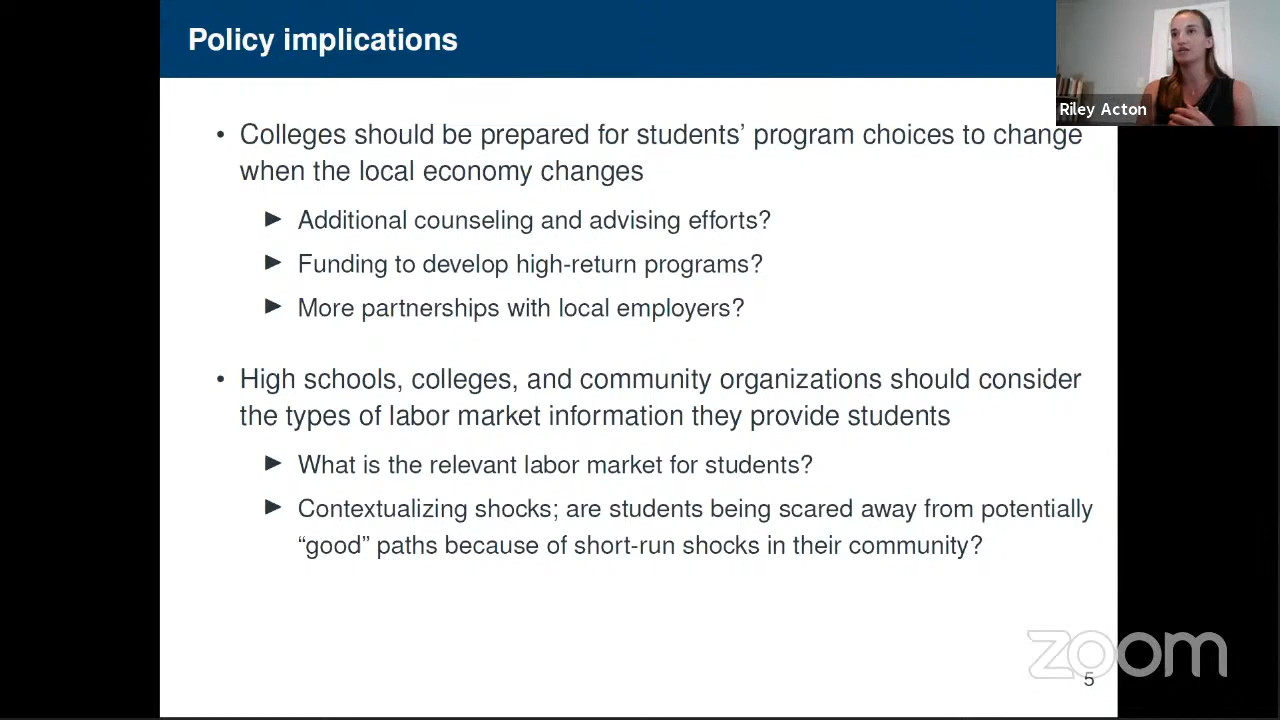 Policy implications
Riley Acton
• Colleges should be prepared for students’ program choices to change
when the local economy changes
▶ Additional counseling and advising efforts?
▶ Funding to develop high-return programs?
▶ More partnerships with local employers?
• High schools, colleges, and community organizations should consider
the types of labor market information they provide students
▶ What is the relevant labor market for students?
▶ Contextualizing shocks; are students being scared away from potentially
“good” paths because of short-run shocks in their community?
zoom
5